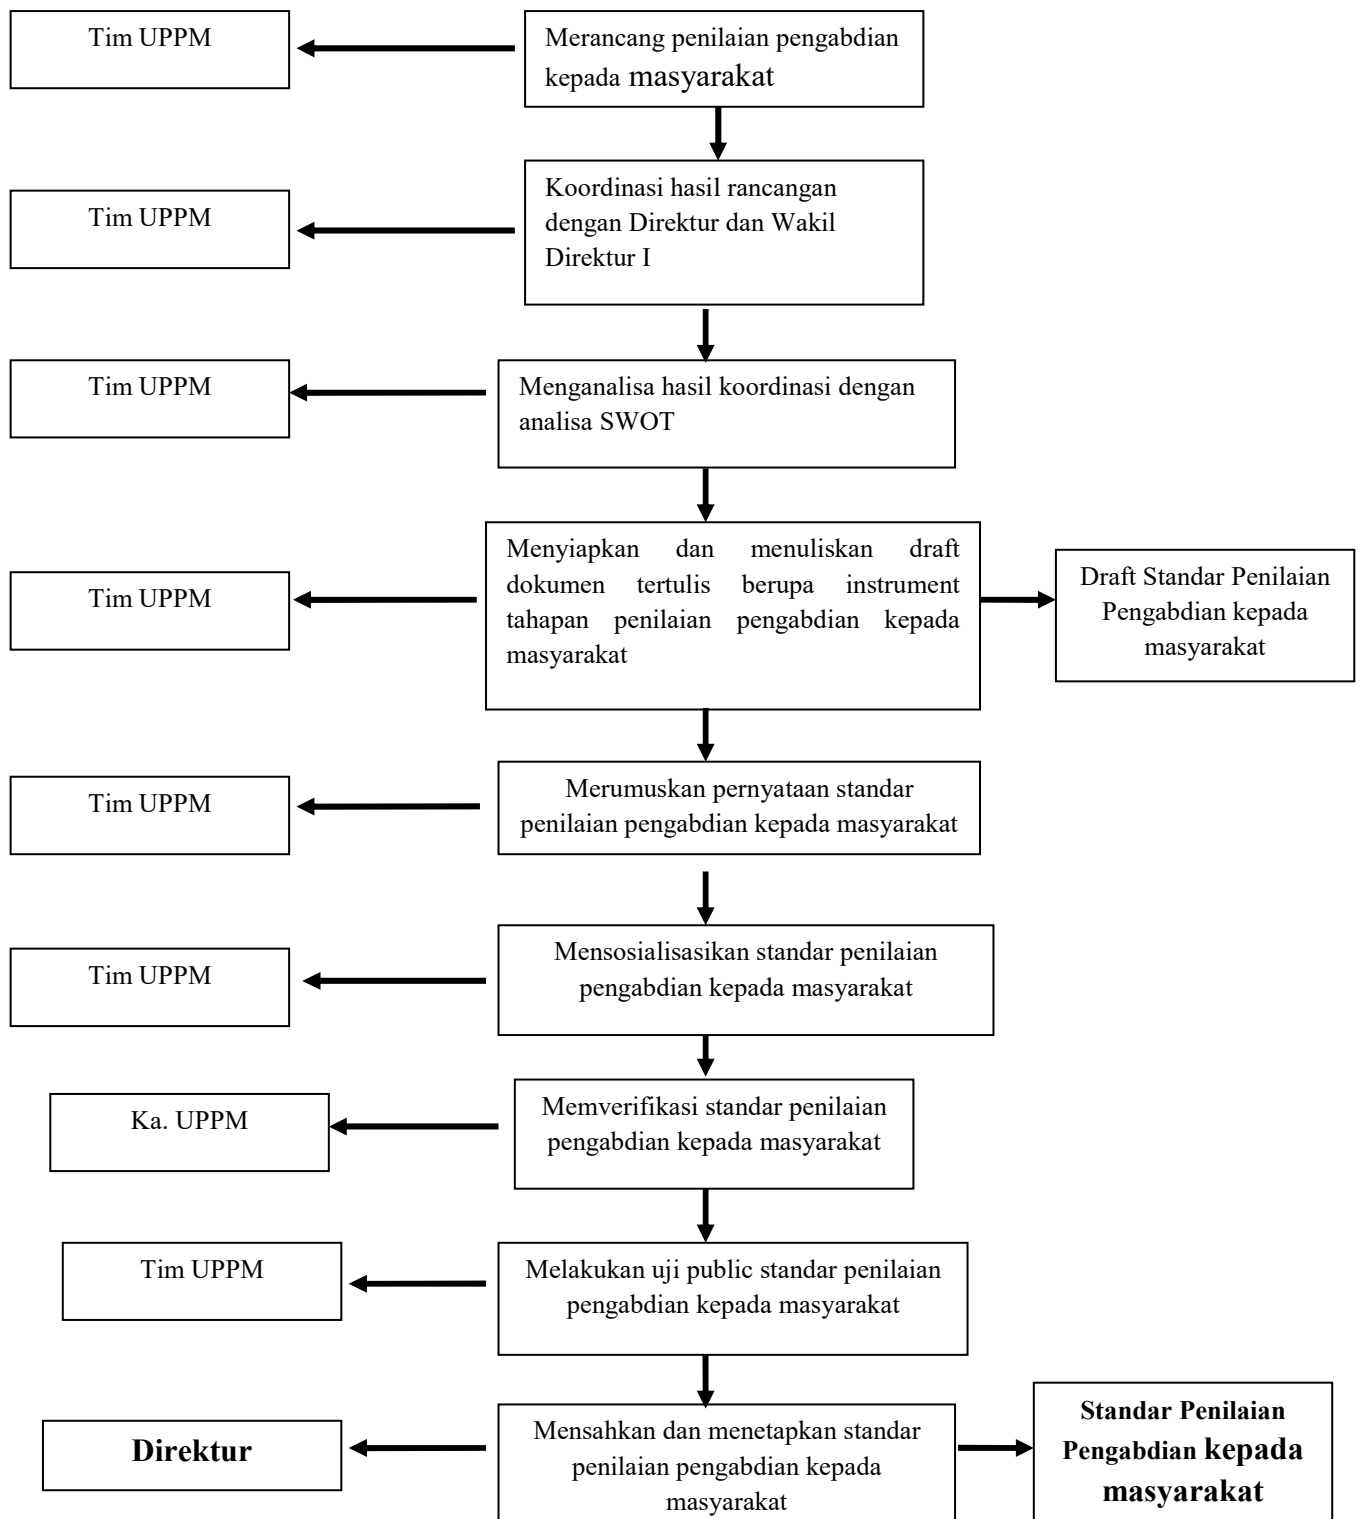 Tim UPPM
Merancang penilaian pengabdian
kepada masyarakat
Tim UPPM
Koordinasi hasil rancangan
dengan Direktur dan Wakil
Direktur I
Tim UPPM
Menganalisa hasil koordinasi dengan
analisa SWOT
Tim UPPM
Menyiapkan dan menuliskan draft
dokumen tertulis berupa instrument
tahapan penilaian pengabdian kepada
masyarakat
Draft Standar Penilaian
Pengabdian kepada
masyarakat
Tim UPPM
Merumuskan pernyataan standar
penilaian pengabdian kepada masyarakat
Tim UPPM
Mensosialisasikan standar penilaian
pengabdian kepada masyarakat
Ka. UPPM
Memverifikasi standar penilaian
pengabdian kepada masyarakat
Tim UPPM
Melakukan uji public standar penilaian
pengabdian kepada masyarakat
Direktur
Mensahkan dan menetapkan standar
penilaian pengabdian kepada
masyarakat
Standar Penilaian
Pengabdian kepada
masyarakat